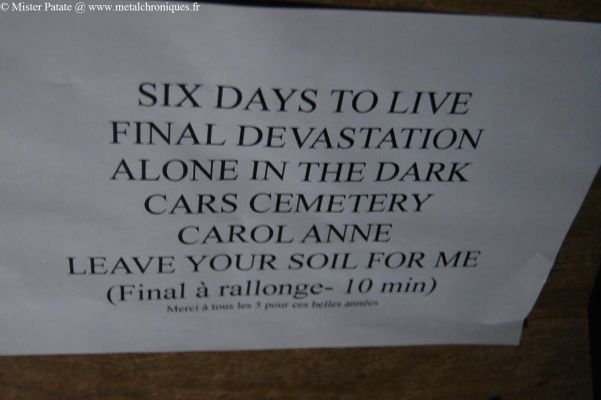 © Mister Patate @ www.metalchroniques.fr
SIX DAYS TO LIVE
FINAL DEVASTATION
ALONE IN THE DARK
CARS CEMETERY
CAROL ANNE
LEAVE YOUR SOIL FOR ME
(Final à rallonge- 10 min)
Merci à tous les 5 pour ces belles années